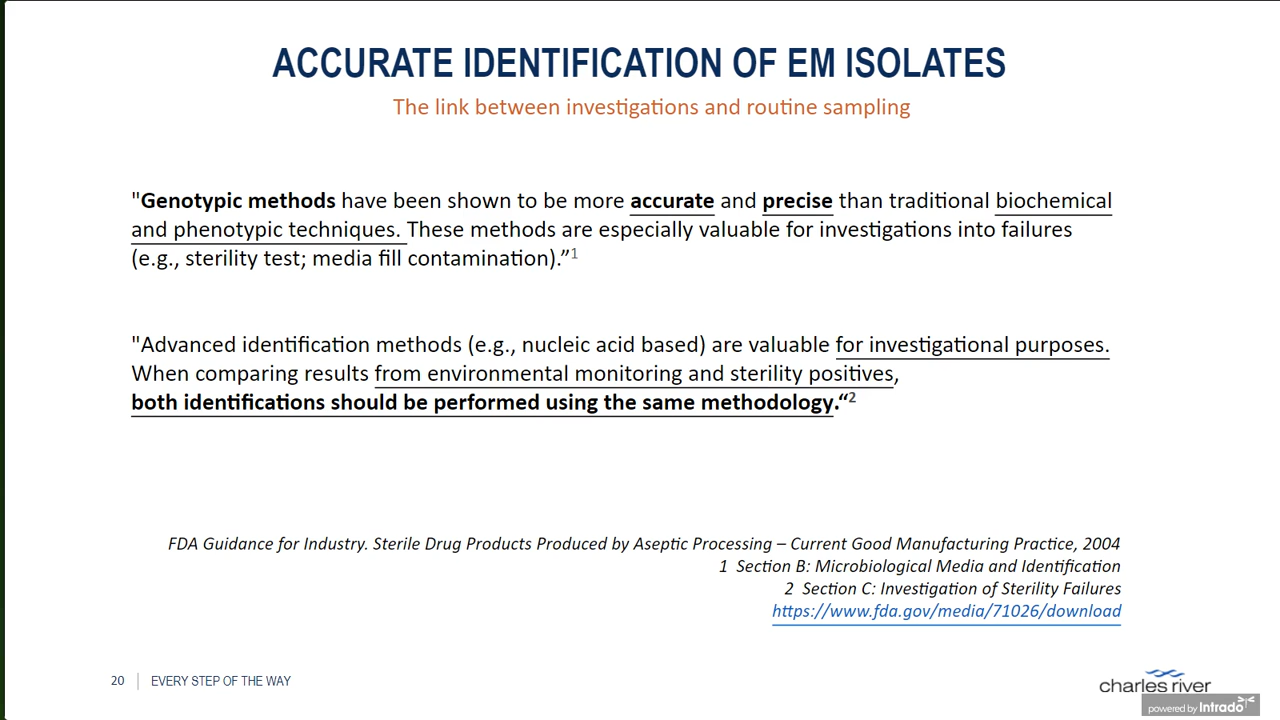 ACCURATE IDENTIFICATION OF EM ISOLATES
The link between investigations and routine sampling
"Genotypic methods have been shown to be more accurate and precise than traditional biochemical
and phenotypic techniques. These methods are especially valuable for investigations into failures
(e.g., sterility test; media fill contamination).”1
"Advanced identification methods (e.g., nucleic acid based) are valuable for investigational purposes.
When comparing results from environmental monitoring and sterility positives,
both identifications should be performed using the same methodology.“2
FDA Guidance for Industry. Sterile Drug Products Produced by Aseptic Processing – Current Good Manufacturing Practice, 2004
1 Section B: Microbiological Media and Identification
2 Section C: Investigation of Sterility Failures
https://www.fda.gov/media/71026/download
20 | EVERY STEP OF THE WAY
charles river
powered by Intrado